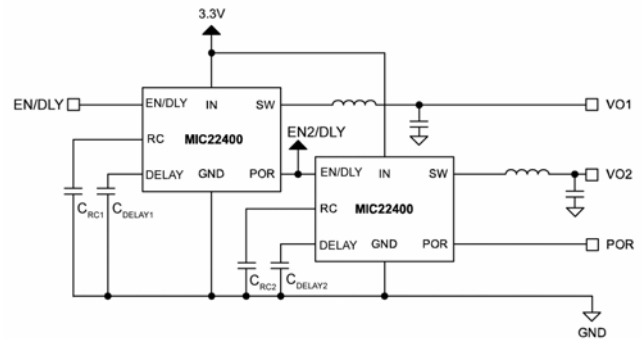 3.3V
EN/DLY
EN/DLY IN SW
VO1
RC MIC22400
DELAY GND POR
EN2/DLY
EN/DLY IN SW
VO2
RC MIC22400
DELAY GND POR
POR
CRC1 CDELAY1
CRC2 CDELAY2
GND